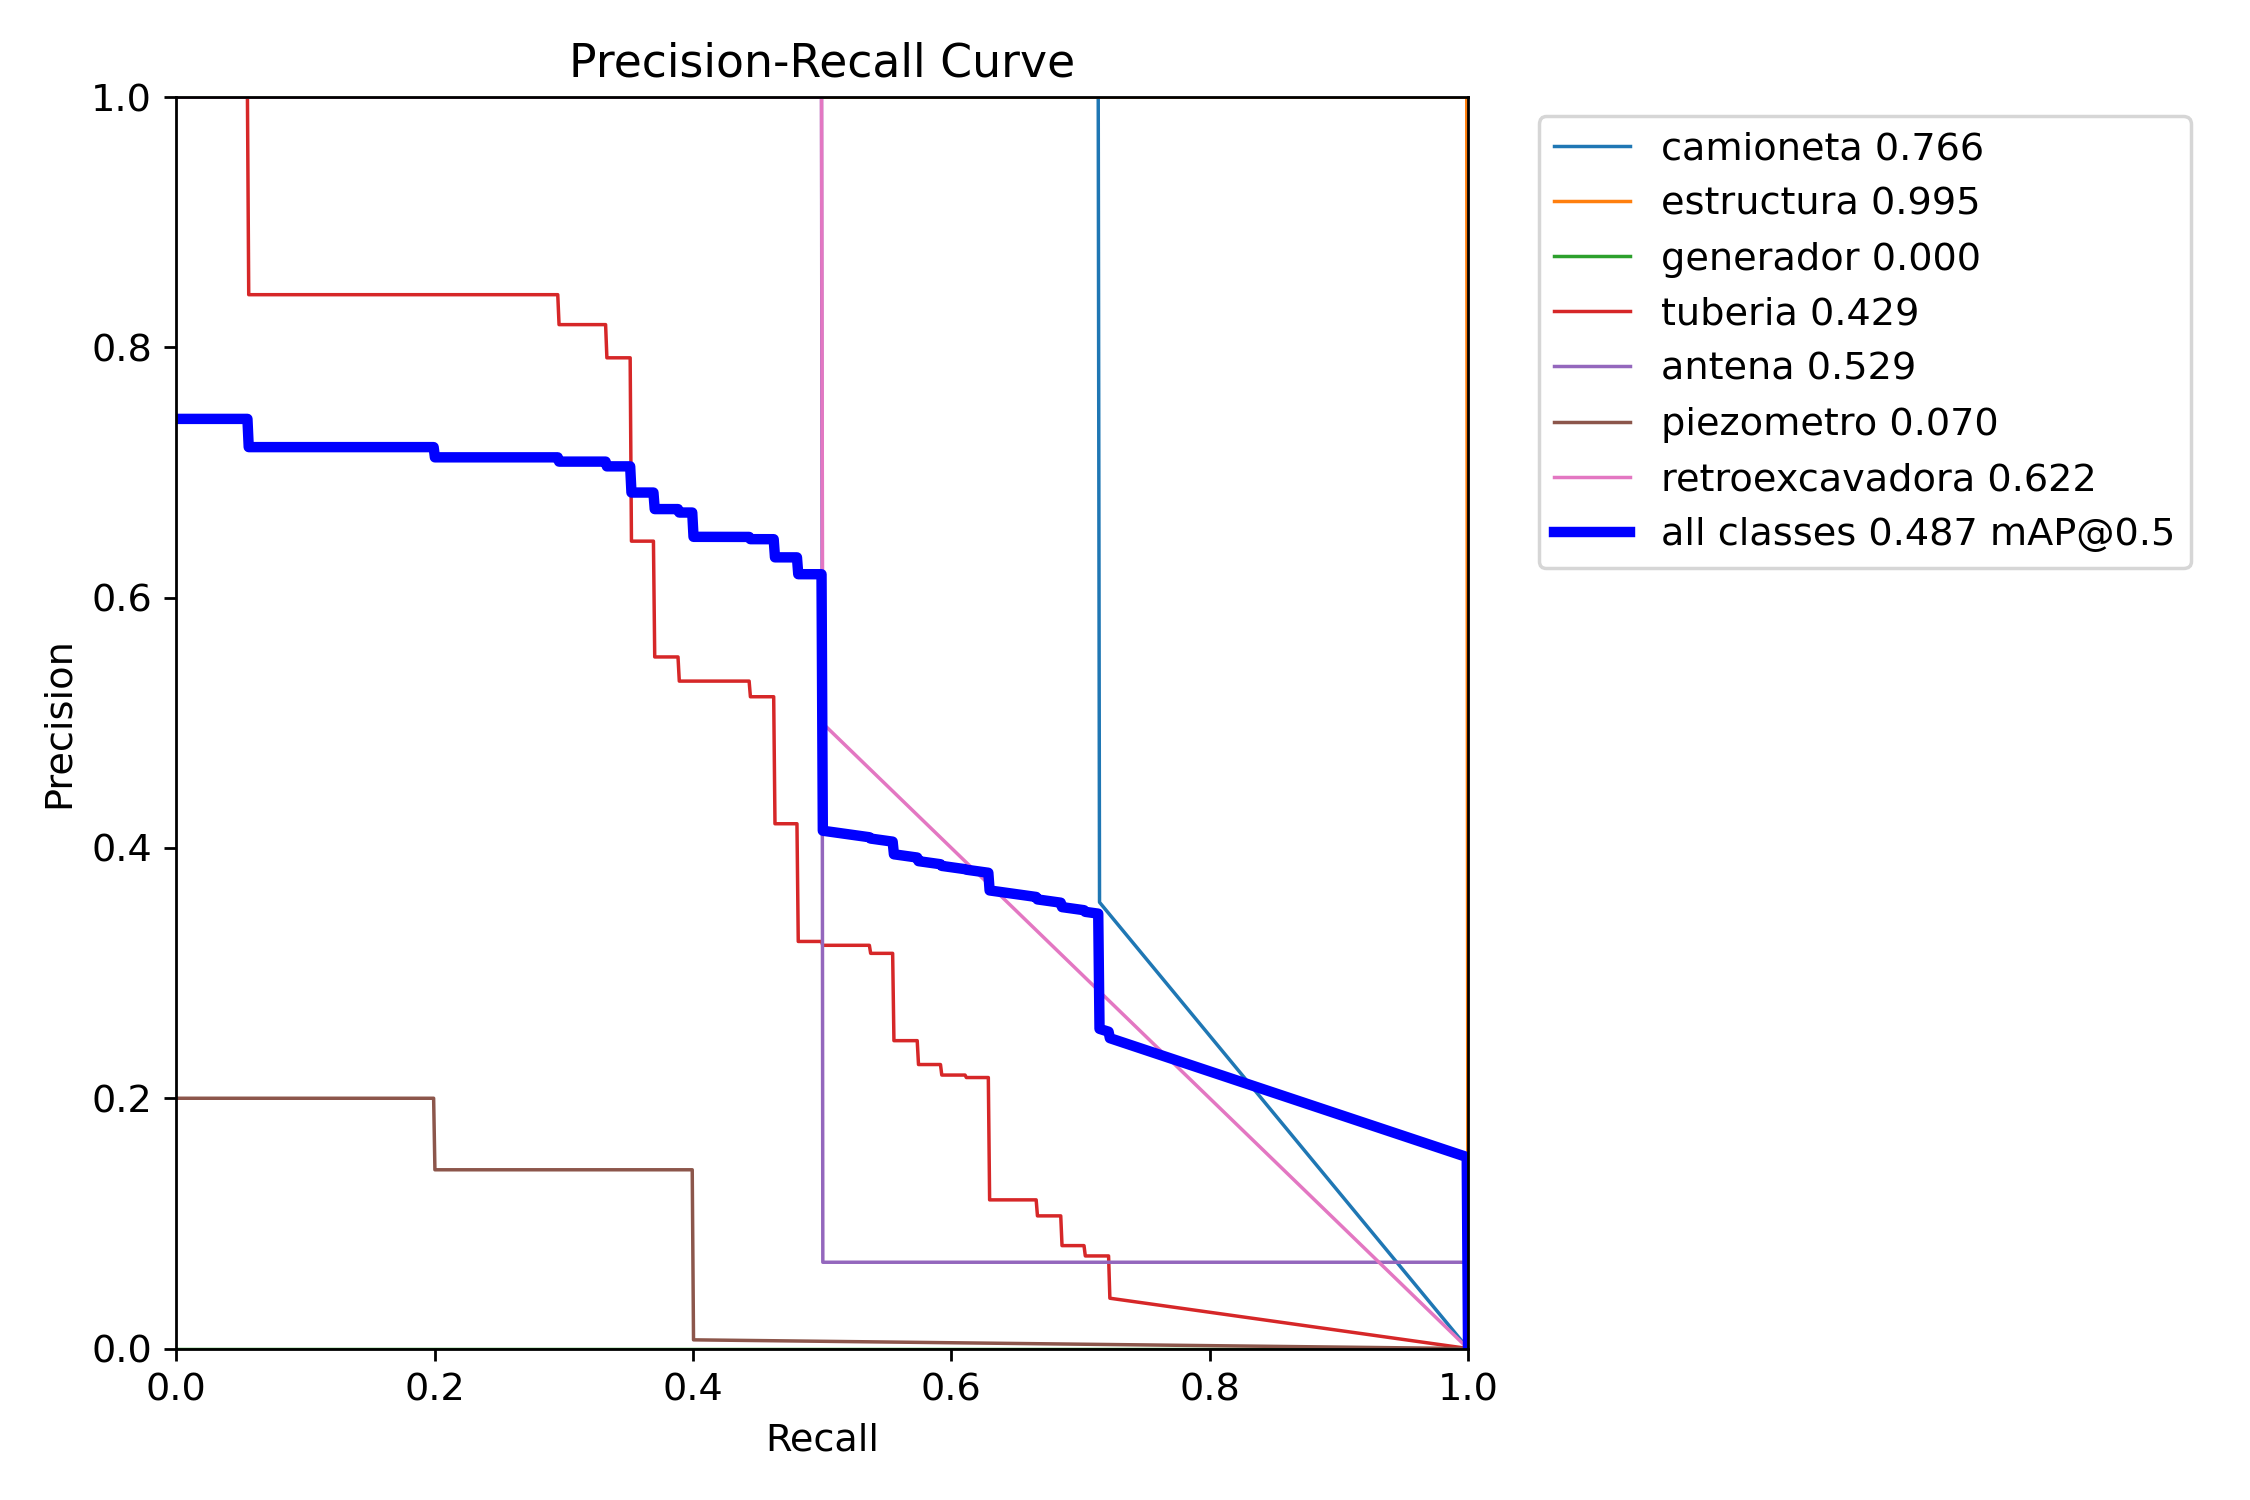 Precision-Recall Curve
1.0
0.8
0.6
0.4
0.2
0.0
Precision
0.0 0.2 0.4 0.6 0.8 1.0
Recall
camioneta 0.766
estructura 0.995
generador 0.000
tuberia 0.429
antena 0.529
piezometro 0.070
retroexcavadora 0.622
all classes 0.487 mAP@0.5